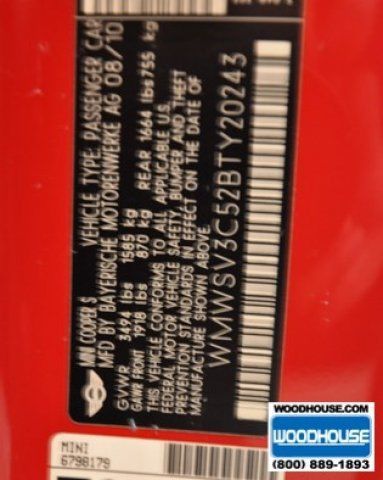 MINI COOPER S VEHICLE TYPE: PASSENGER CAR
MFD BY BAYERISCHE MOTORENWERKE AG 08/10
GVWR 3494 lbs 1585 kg
GAWR FRONT 1918 lbs 870 kg REAR 1664 lbs 755 kg
THIS VEHICLE CONFORMS TO ALL APPLICABLE U.S.
FEDERAL MOTOR VEHICLE SAFETY, BUMPER AND THEFT
PREVENTION STANDARDS IN EFFECT ON THE DATE OF
MANUFACTURE SHOWN ABOVE.
WMWSV3C52BTY20243
MINI
6798179
WOODHOUSE.COM
WOODHOUSE
(800) 889-1893